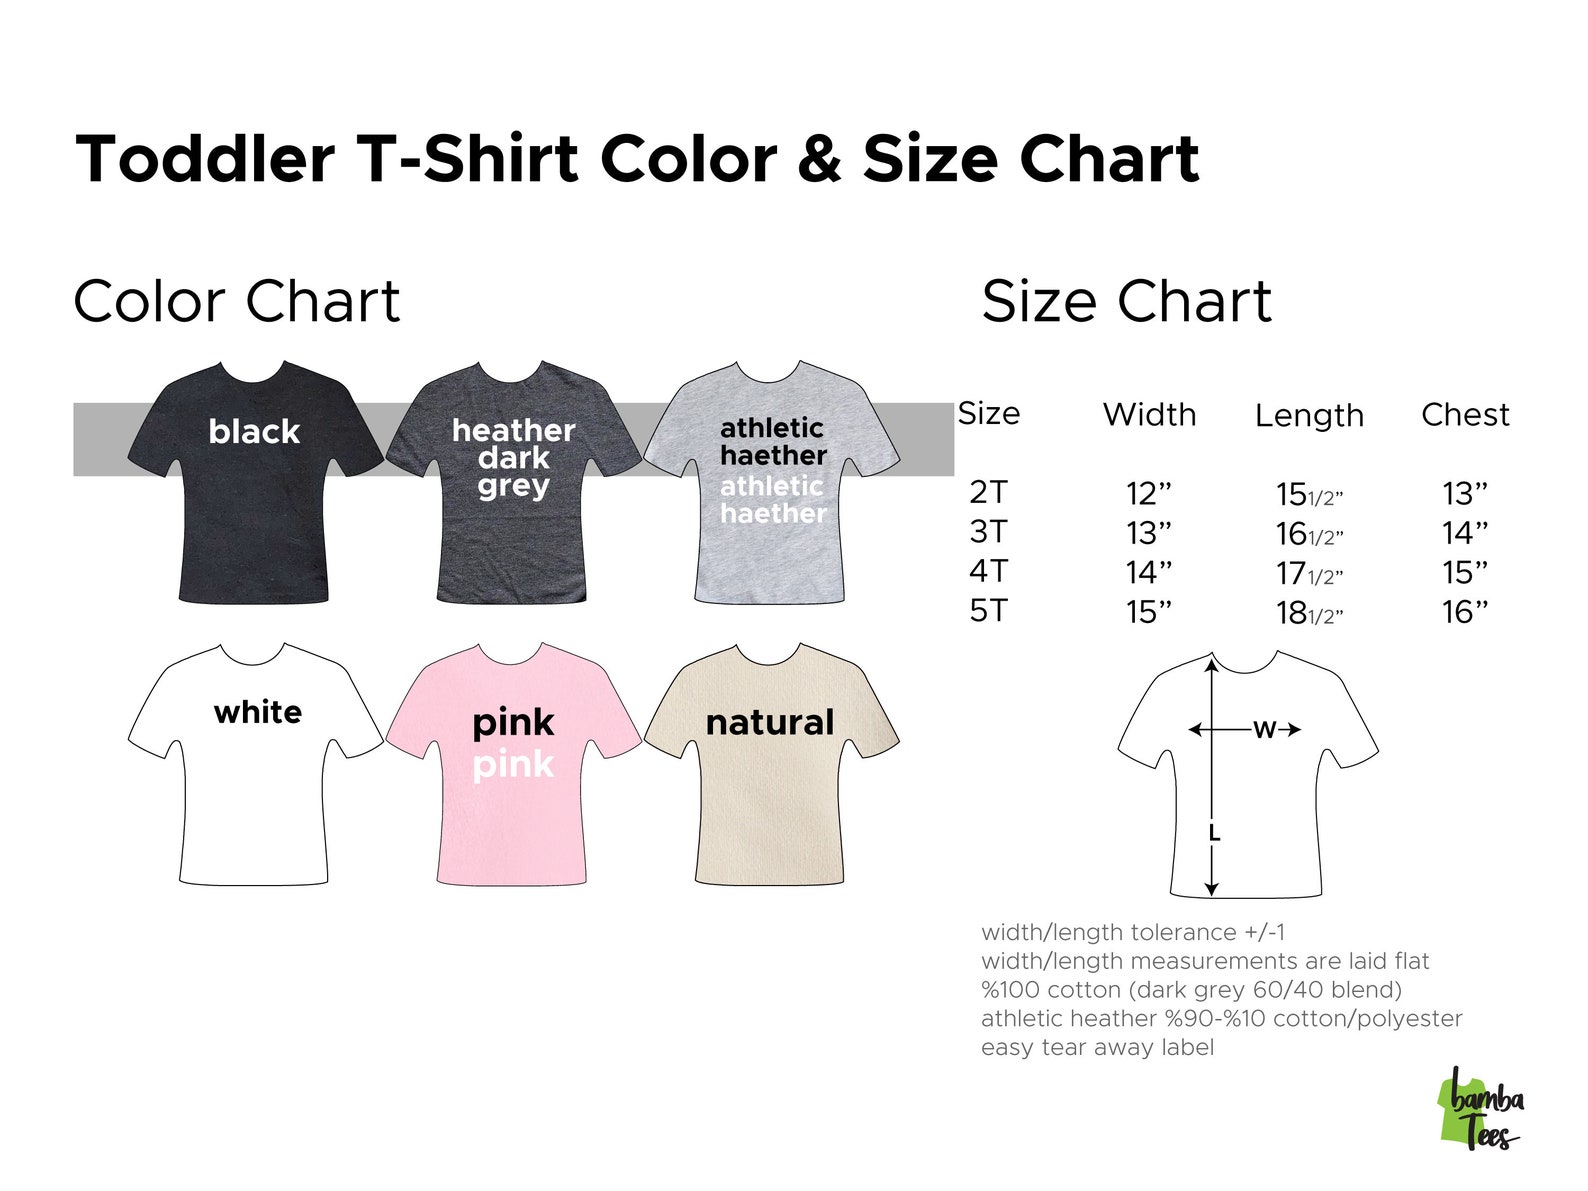 Toddler T-Shirt Color & Size Chart
Color Chart
black
heather
dark
grey
athletic
haether
athletic
haether
white
pink
pink
natural
Size Chart
Size Width Length Chest
2T 12” 15 1/2” 13”
3T 13” 16 1/2” 14”
4T 14” 17 1/2” 15”
5T 15” 18 1/2” 16”
W
L
width/length tolerance +/-1
width/length measurements are laid flat
%100 cotton (dark grey 60/40 blend)
athletic heather %90-%10 cotton/polyester
easy tear away label
bamba
Tees